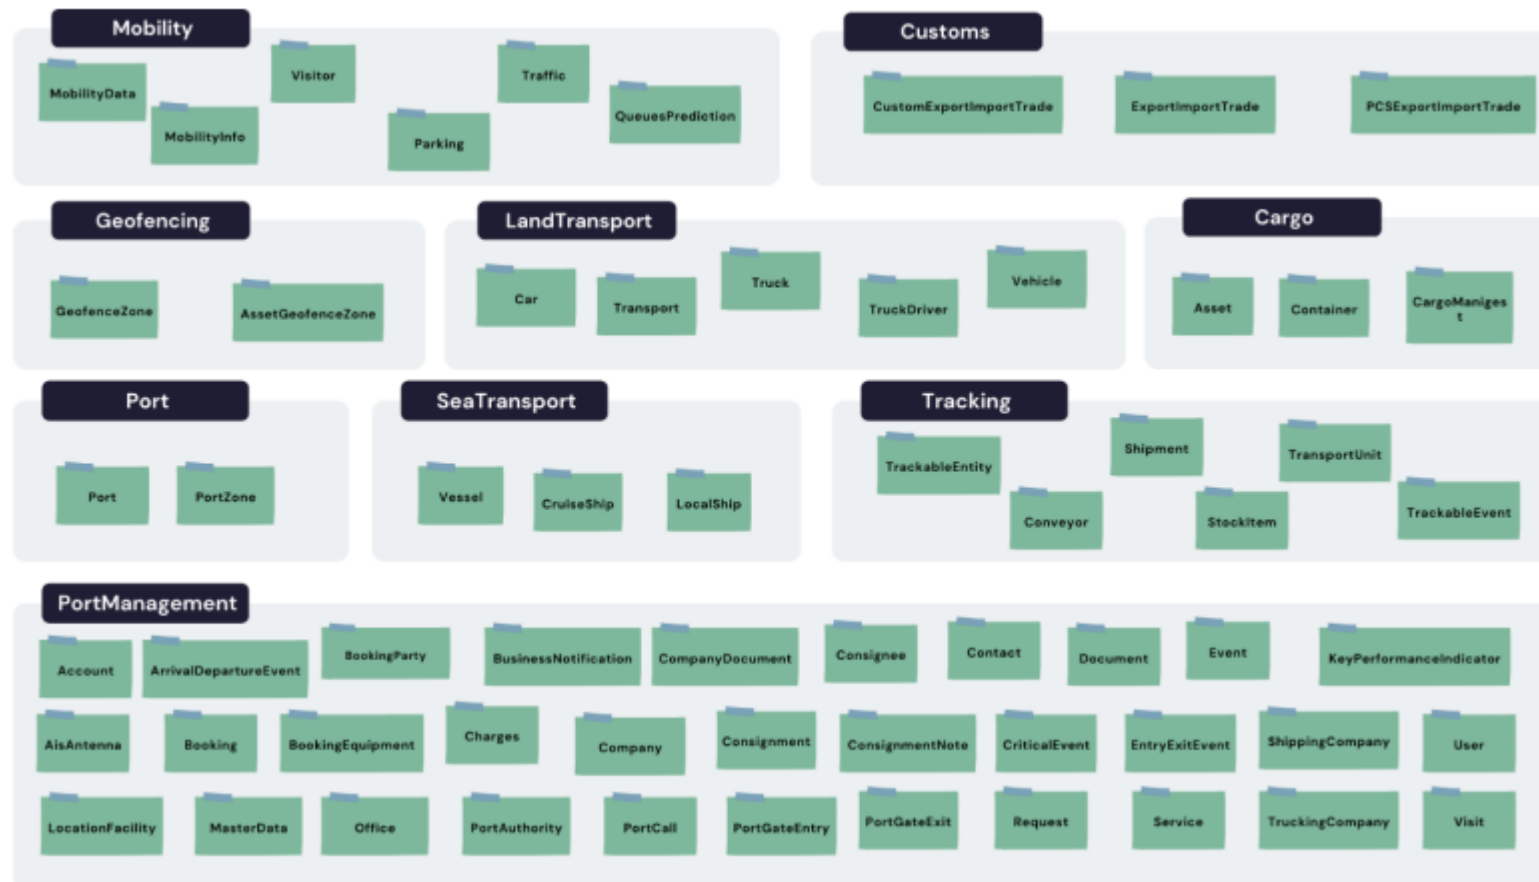 Mobility
MobilityData
MobilityInfo
Visitor
Parking
Traffic
QueuesPrediction
Customs
CustomExportImportTrade
ExportImportTrade
PCSExportImportTrade
Geofencing
GeofenceZone
AssetGeofenceZone
LandTransport
Car
Transport
Truck
TruckDriver
Vehicle
Cargo
Asset
Container
CargoManiges
t
Port
Port
PortZone
SeaTransport
Vessel
CruiseShip
LocalShip
Tracking
TrackableEntity
Conveyor
Shipment
StockItem
TransportUnit
TrackableEvent
PortManagement
Account
ArrivalDepartureEvent
BookingParty
BusinessNotification
CompanyDocument
Consignee
Contact
Document
Event
KeyPerformanceIndicator
AisAntenna
Booking
BookingEquipment
Charges
Company
Consignment
ConsignmentNote
CriticalEvent
EntryExitEvent
ShippingCompany
User
LocationFacility
MasterData
Office
PortAuthority
PortCall
PortGateEntry
PortGateExit
Request
Service
TruckingCompany
Visit